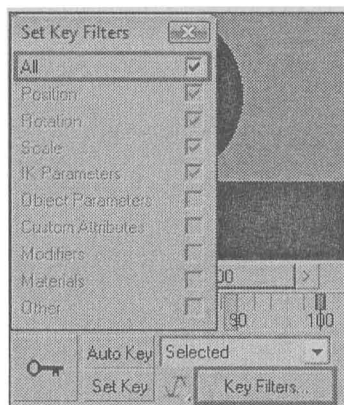 Set Key Filters
All
Position
Rotation
Scale
IK Parameters
Object Parameters
Custom Attributes
Modifiers
Materials
Other
00 >
90 100
Auto Key Selected
Set Key Key Filters...